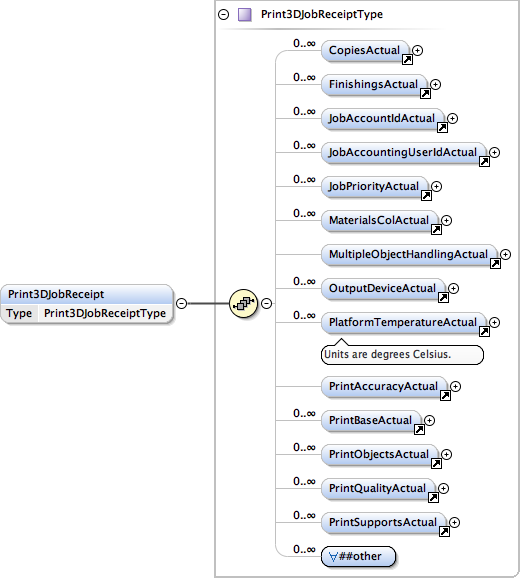 Print3DJobReceiptType
0..∞
CopiesActual
0..∞
FinishingsActual
0..∞
JobAccountIdActual
0..∞
JobAccountingUserIdActual
0..∞
JobPriorityActual
0..∞
MaterialsColActual
MultipleObjectHandlingActual
Print3DJobReceipt
Type Print3DJobReceiptType
0..∞
OutputDeviceActual
0..∞
PlatformTemperatureActual
Units are degrees Celsius.
PrintAccuracyActual
0..∞
PrintBaseActual
0..∞
PrintObjectsActual
0..∞
PrintQualityActual
0..∞
PrintSupportsActual
0..∞
∀##other